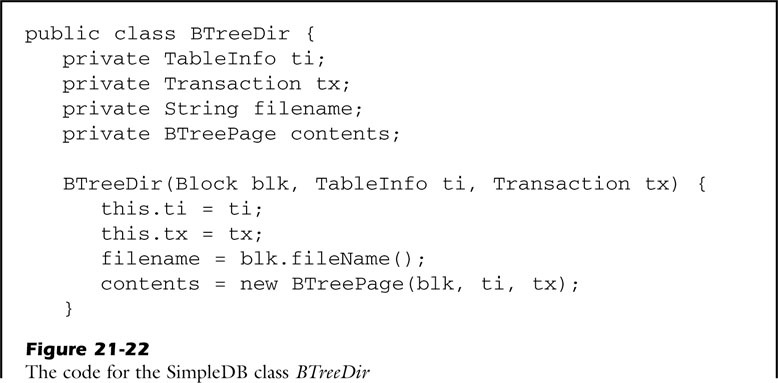 public class BTreeDir {
   private TableInfo ti;
   private Transaction tx;
   private String filename;
   private BTreePage contents;

   BTreeDir(Block blk, TableInfo ti, Transaction tx) {
      this.ti = ti;
      this.tx = tx;
      filename = blk.fileName();
      contents = new BTreePage(blk, ti, tx);
   }
Figure 21-22
The code for the SimpleDB class BTreeDir